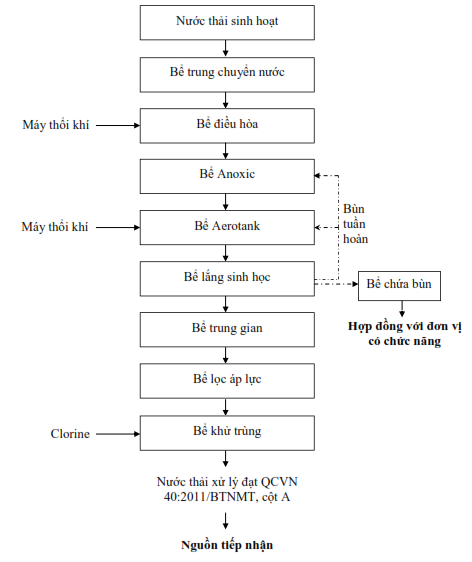 Nước thải sinh hoạt
Bể trung chuyển nước
Máy thổi khí
Bể điều hòa
Bể Anoxic
Bùn
tuần
hoàn
Máy thổi khí
Bể Aerotank
Bể lắng sinh học
Bể chứa bùn
Hợp đồng với đơn vị
có chức năng
Bể trung gian
Bể lọc áp lực
Clorine
Bể khử trùng
Nước thải xử lý đạt QCVN
40:2011/BTNMT, cột A
Nguồn tiếp nhận